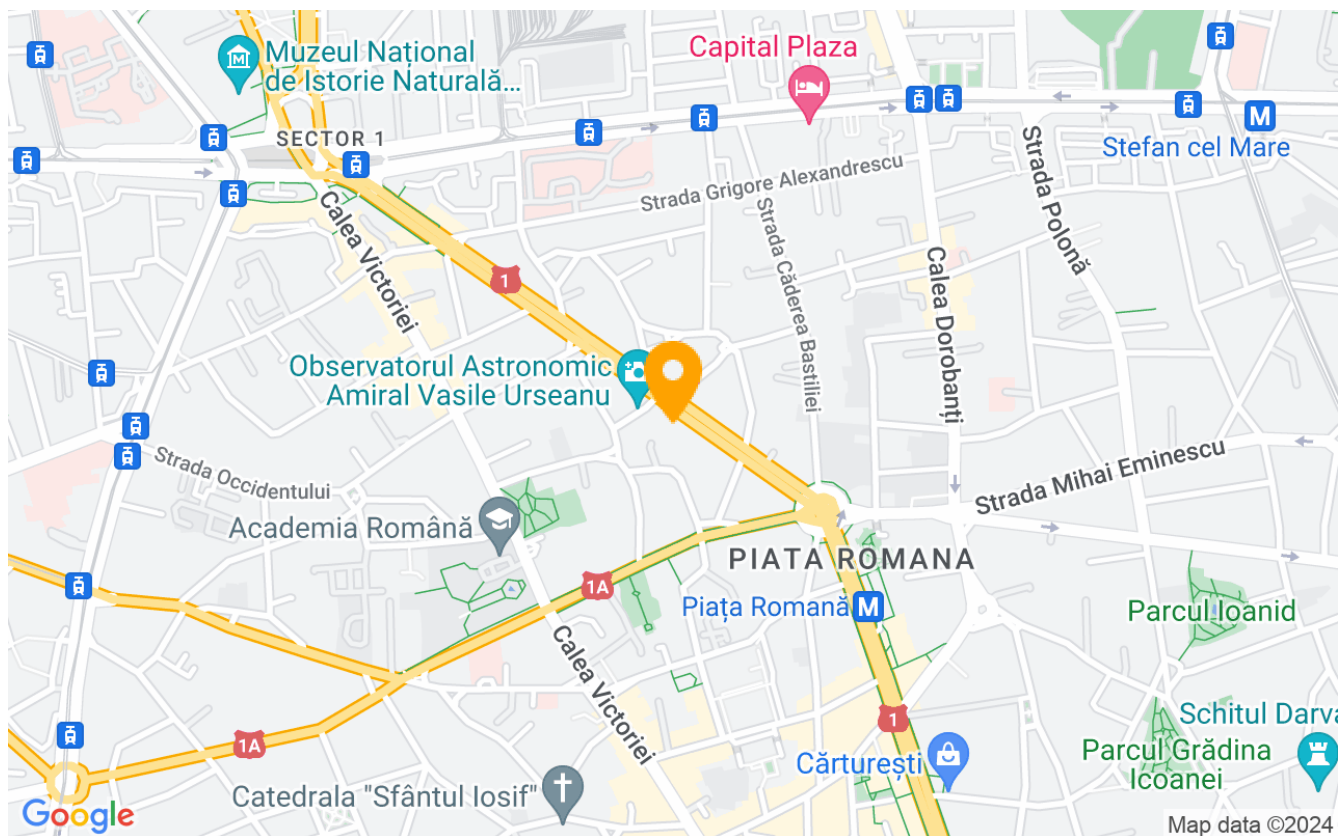 Muzeul Național
de Istorie Naturală...
Capital Plaza
SECTOR 1
M
Stefan cel Mare
Strada Grigore Alexandrescu
Strada Polonă
Calea Victoriei
Strada Căderea Bastiliei
Calea Dorobanți
1
Observatorul Astronomic
Amiral Vasile Urseanu
Strada Occidentului
Strada Mihai Eminescu
Academia Română
PIATA ROMANA
1A
Piața Romană
M
Parcul Ioanid
Calea Victoriei
1
1A
Schitul Darva
Parcul Grădina
Icoanei
Cărturești
Catedrala "Sfântul Iosif"
Google
Map data ©2024